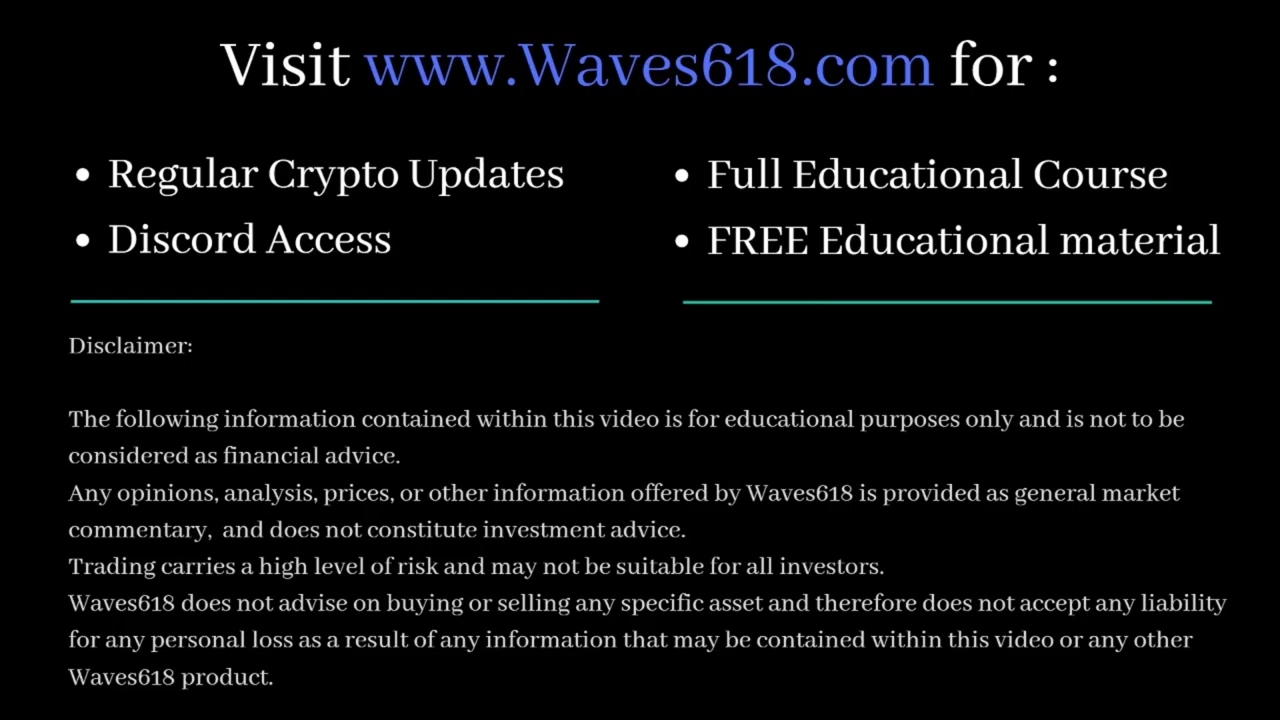 Visit www.Waves618.com for :
• Regular Crypto Updates
• Discord Access
• Full Educational Course
• FREE Educational material
Disclaimer:
The following information contained within this video is for educational purposes only and is not to be
considered as financial advice.
Any opinions, analysis, prices, or other information offered by Waves618 is provided as general market
commentary,  and does not constitute investment advice.
Trading carries a high level of risk and may not be suitable for all investors.
Waves618 does not advise on buying or selling any specific asset and therefore does not accept any liability
for any personal loss as a result of any information that may be contained within this video or any other
Waves618 product.